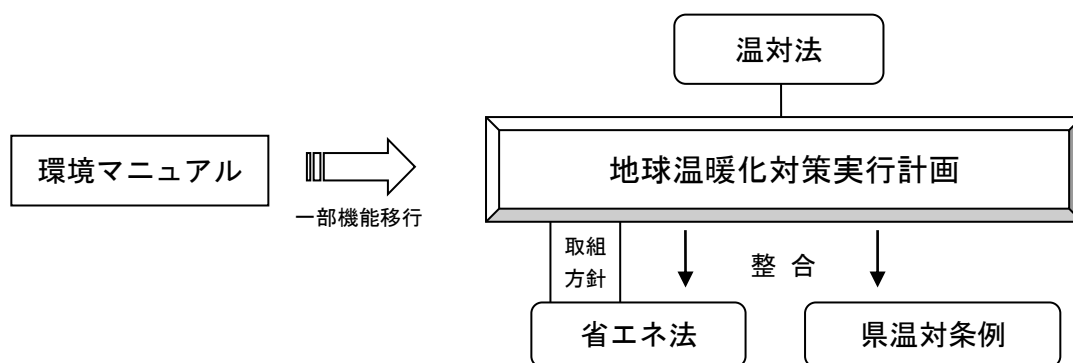 温対法
環境マニュアル
一部機能移行
地球温暖化対策実行計画
取組
方針
整 合
省エネ法
県温対条例